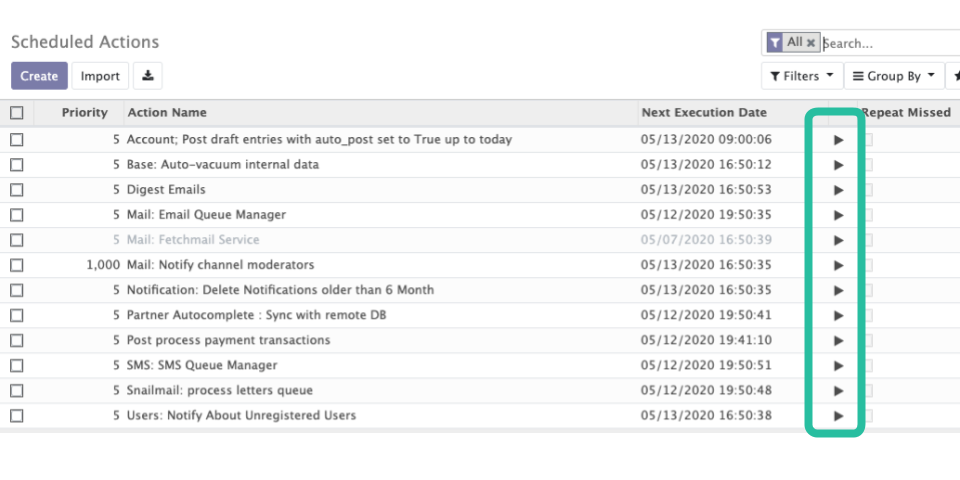 Scheduled Actions
All Search...
Create Import
Filters Group By
Priority Action Name Next Execution Date Repeat Missed
5 Account; Post draft entries with auto_post set to True up to today 05/13/2020 09:00:06
5 Base: Auto-vacuum internal data 05/13/2020 16:50:12
5 Digest Emails 05/13/2020 16:50:53
5 Mail: Email Queue Manager 05/12/2020 19:50:35
5 Mail: Fetchmail Service 05/07/2020 16:50:39
1,000 Mail: Notify channel moderators 05/13/2020 16:50:35
5 Notification: Delete Notifications older than 6 Month 05/13/2020 16:50:35
5 Partner Autocomplete : Sync with remote DB 05/12/2020 19:50:41
5 Post process payment transactions 05/12/2020 19:41:10
5 SMS: SMS Queue Manager 05/12/2020 19:50:51
5 Snailmail: process letters queue 05/12/2020 19:50:48
5 Users: Notify About Unregistered Users 05/13/2020 16:50:38